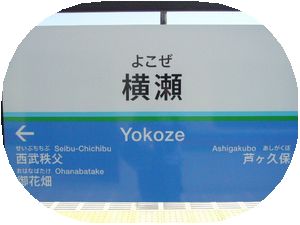 よこぜ
横瀬
Yokoze
せいぶちちぶ Seibu-Chichibu
西武秩父
おはなばたけ Ohanabatake
御花畑
Ashigakubo あしがくぼ
芦ヶ久保